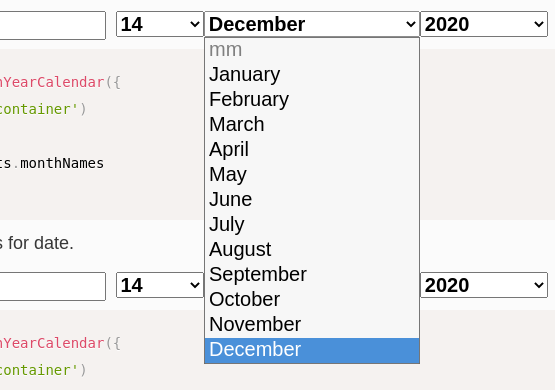 14 December 2020
mm
January
nYearCalendar({
February
container')
March
April
ts.monthNames
May
June
July
s for date.
August
September
14 2020
October
November
nYearCalendar({
December
container')